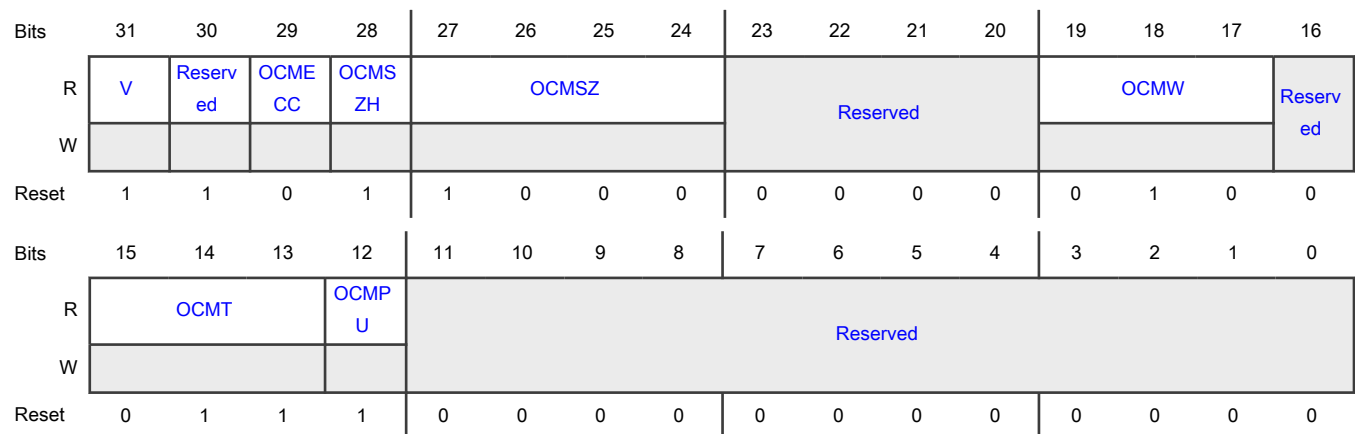 Bits 31 30 29 28 27 26 25 24 23 22 21 20 19 18 17 16
R V Reserv OCME OCMS OCMSZ Reserved OCMW Reserv
ed CC ZH ed
W
Reset 1 1 0 1 1 0 0 0 0 0 0 0 0 1 0 0
Bits 15 14 13 12 11 10 9 8 7 6 5 4 3 2 1 0
R OCMT OCMP Reserved
U
W
Reset 0 1 1 1 0 0 0 0 0 0 0 0 0 0 0 0